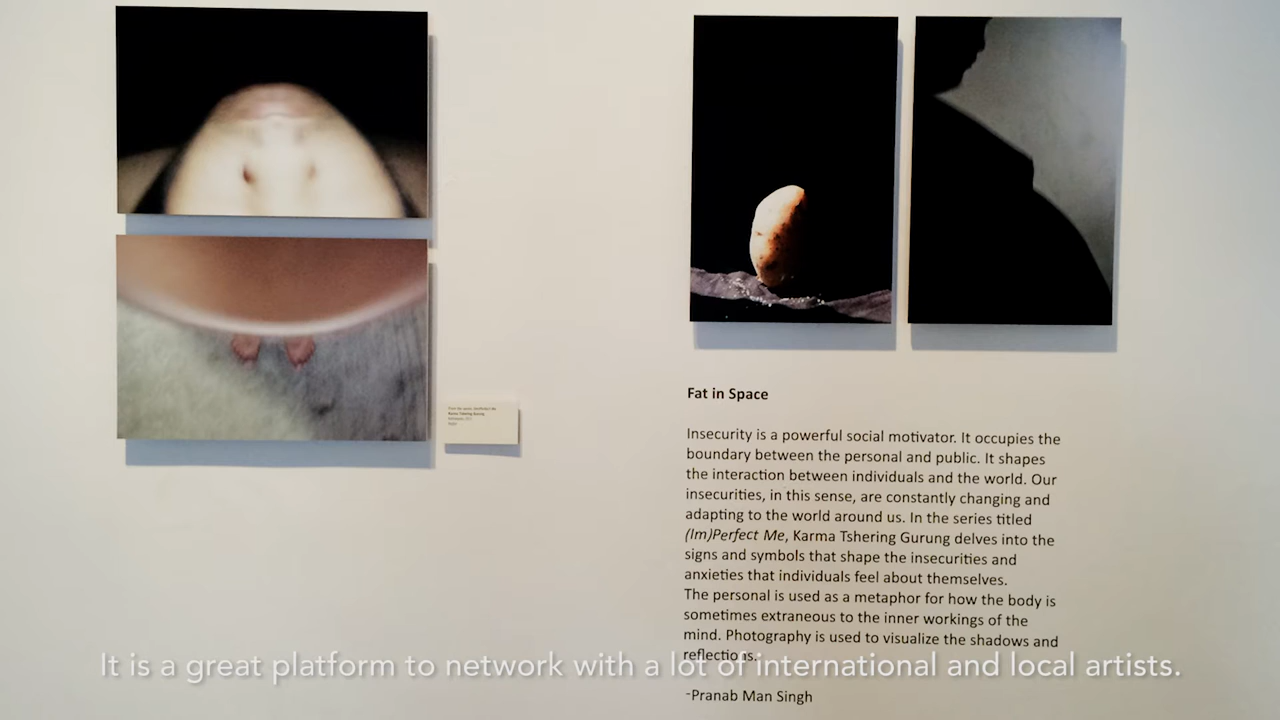 Fat in Space
Insecurity is a powerful social motivator. It occupies the
boundary between the personal and public. It shapes
the interaction between individuals and the world. Our
insecurities, in this sense, are constantly changing and
adapting to the world around us. In the series titled
(Im)Perfect Me, Karma Tshering Gurung delves into the
signs and symbols that shape the insecurities and
anxieties that individuals feel about themselves.
The personal is used as a metaphor for how the body is
sometimes extraneous to the inner workings of the
mind. Photography is used to visualize the shadows and
reflections.
-Pranab Man Singh
It is a great platform to network with a lot of international and local artists.